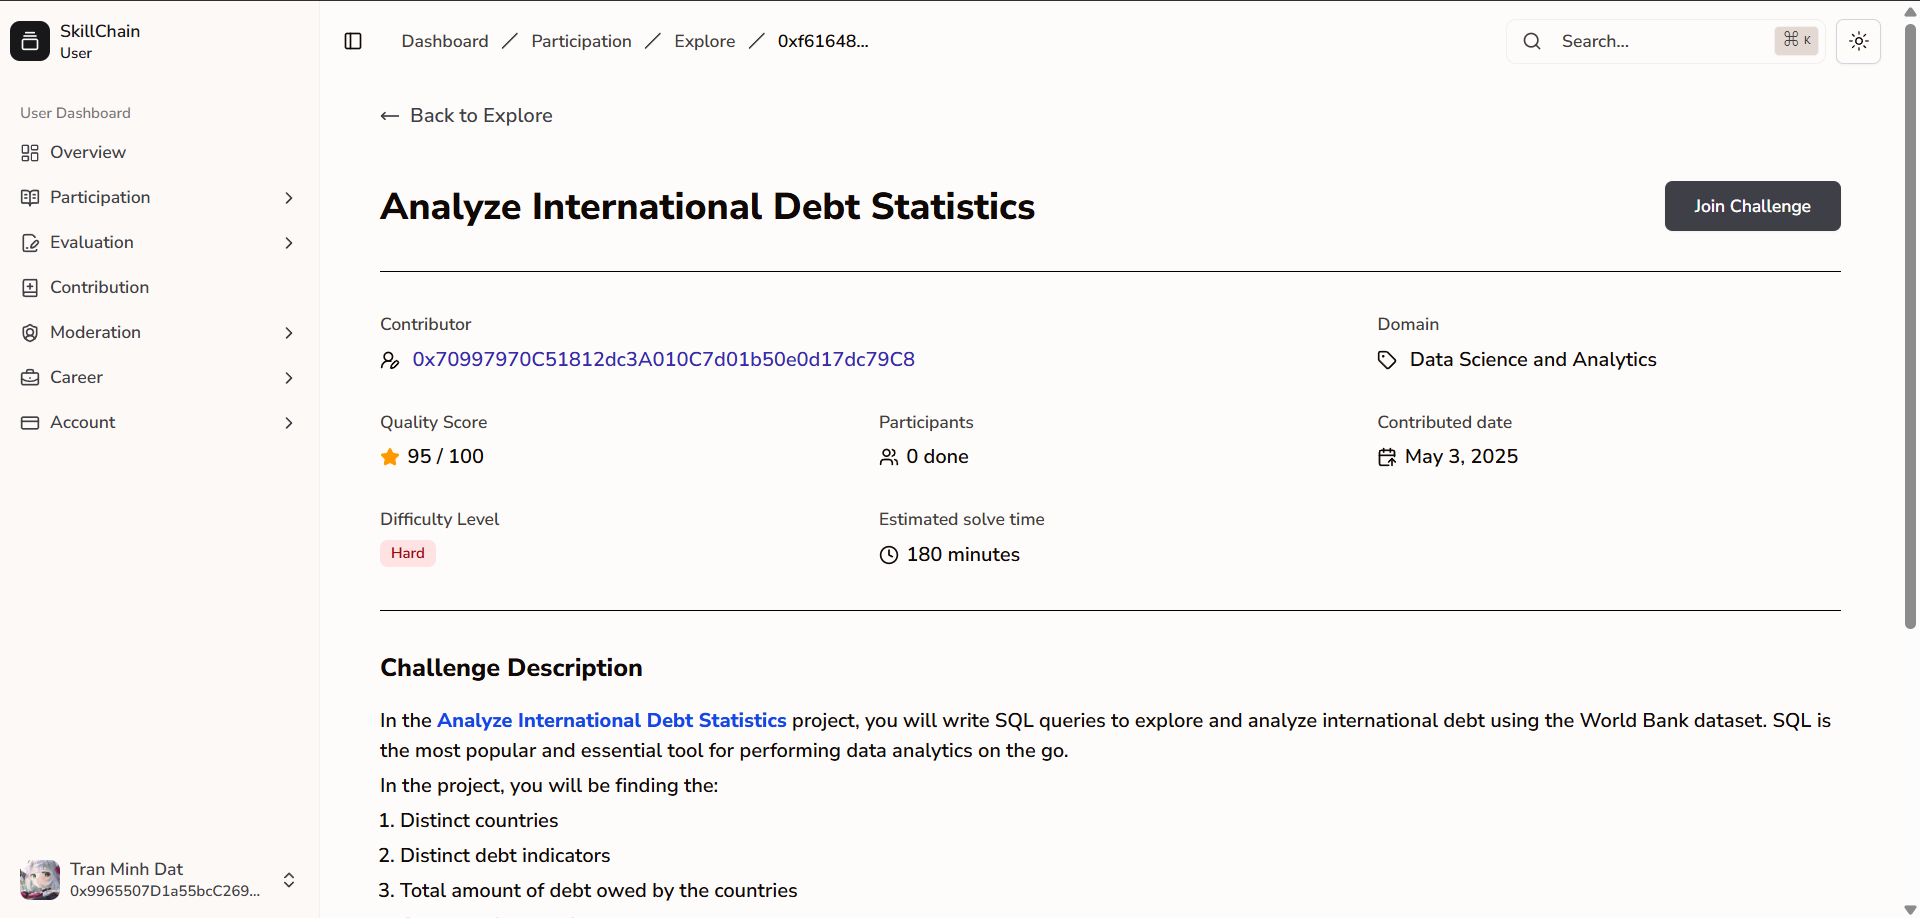 SkillChain
User
User Dashboard
Overview
Participation
Evaluation
Contribution
Moderation
Career
Account
Tran Minh Dat
0x9965507D1a55bcC269...
Dashboard / Participation / Explore / 0xf61648...
Search...
⌘ K
← Back to Explore
Analyze International Debt Statistics
Join Challenge
Contributor
0x70997970C51812dc3A010C7d01b50e0d17dc79C8
Domain
Data Science and Analytics
Quality Score
95 / 100
Participants
0 done
Contributed date
May 3, 2025
Difficulty Level
Hard
Estimated solve time
180 minutes
Challenge Description
In the Analyze International Debt Statistics project, you will write SQL queries to explore and analyze international debt using the World Bank dataset. SQL is
the most popular and essential tool for performing data analytics on the go.
In the project, you will be finding the:
1. Distinct countries
2. Distinct debt indicators
3. Total amount of debt owed by the countries